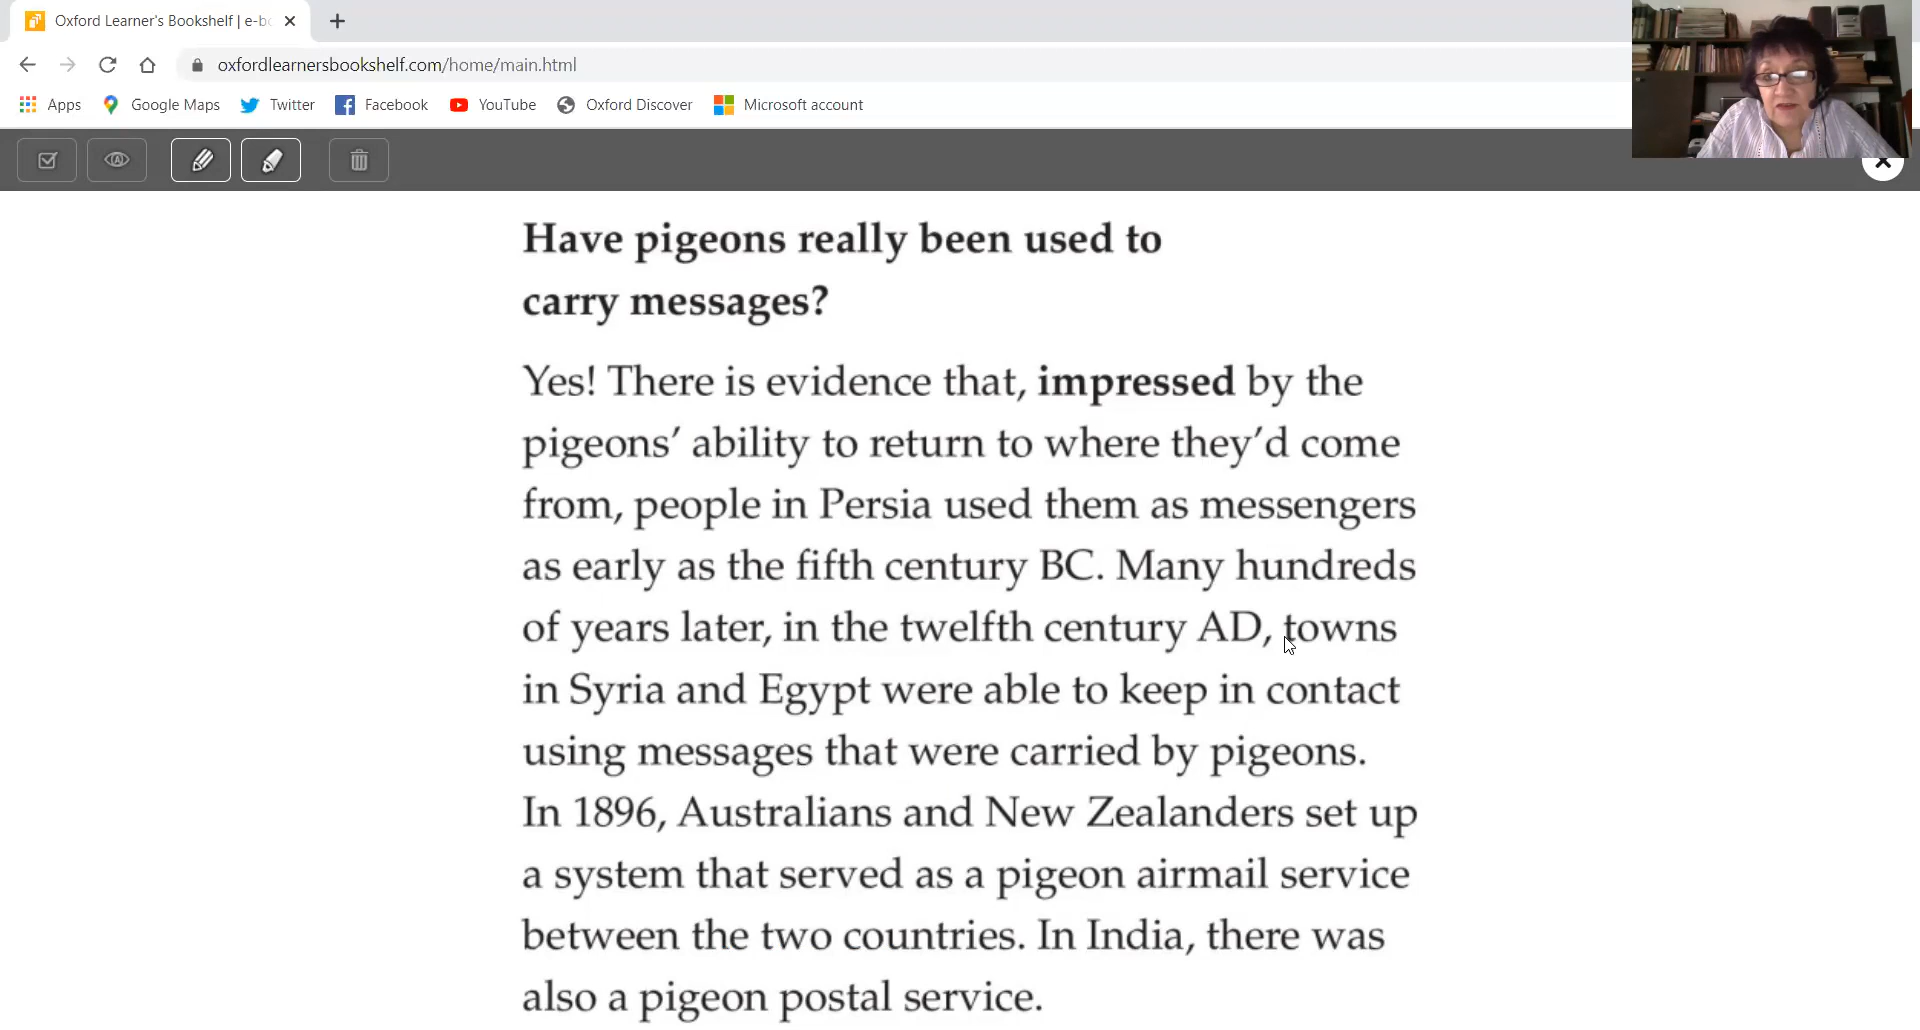 Oxford Learner's Bookshelf | e-b
oxfordlearnersbookshelf.com/home/main.html
Apps
Google Maps
Twitter
Facebook
YouTube
Oxford Discover
Microsoft account
Have pigeons really been used to
carry messages?
Yes! There is evidence that, impressed by the
pigeons’ ability to return to where they’d come
from, people in Persia used them as messengers
as early as the fifth century BC. Many hundreds
of years later, in the twelfth century AD, towns
in Syria and Egypt were able to keep in contact
using messages that were carried by pigeons.
In 1896, Australians and New Zealanders set up
a system that served as a pigeon airmail service
between the two countries. In India, there was
also a pigeon postal service.